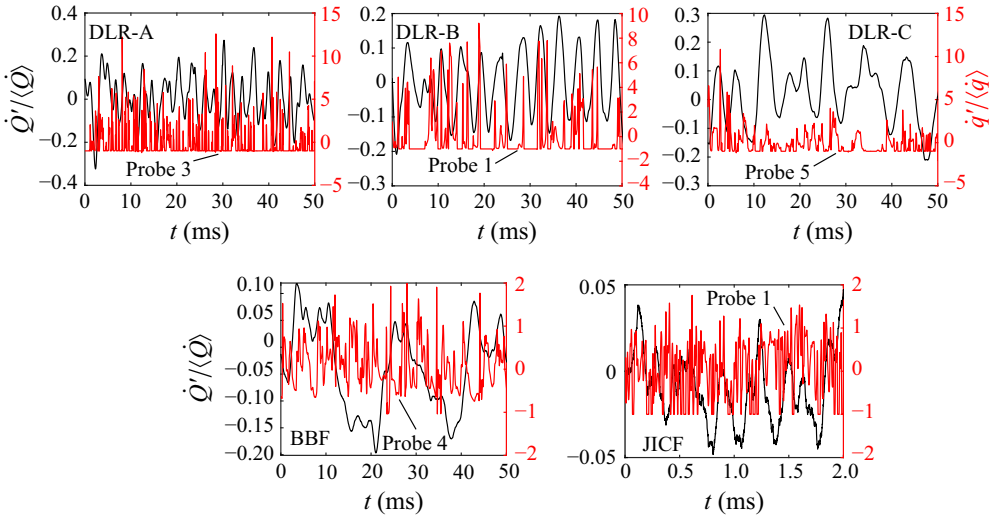 DLR-A
Q̇′/⟨Q̇⟩
0.4
0.2
0
−0.2
−0.4
15
10
5
0
−5
Probe 3
0 10 20 30 40 50
t (ms)
DLR-B
0.2
0.1
0
−0.1
−0.2
0.3
10
8
6
4
2
0
−2
−4
Probe 1
0 10 20 30 40 50
t (ms)
DLR-C
0.3
0.2
0.1
0
−0.1
−0.2
0.3
15
10
5
0
−5
q̇′/⟨q̇⟩
Probe 5
0 10 20 30 40 50
t (ms)
BBF
Q̇′/⟨Q̇⟩
0.10
0.05
0
−0.05
−0.05
−0.10
−0.15
−0.20
2
1
0
−1
−2
Probe 4
0 10 20 30 40 50
t (ms)
JICF
0.05
0
−0.05
2
1
0
−1
−2
Probe 1
0 0.5 1.0 1.5 2.0
t (ms)